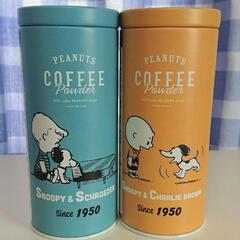 PEANUTS
COFFEE
Powder
SNOOPY & SCHROEDER
Since 1950
PEANUTS
COFFEE
Powder
SNOOPY & CHARLIE BROWN
Since 1950